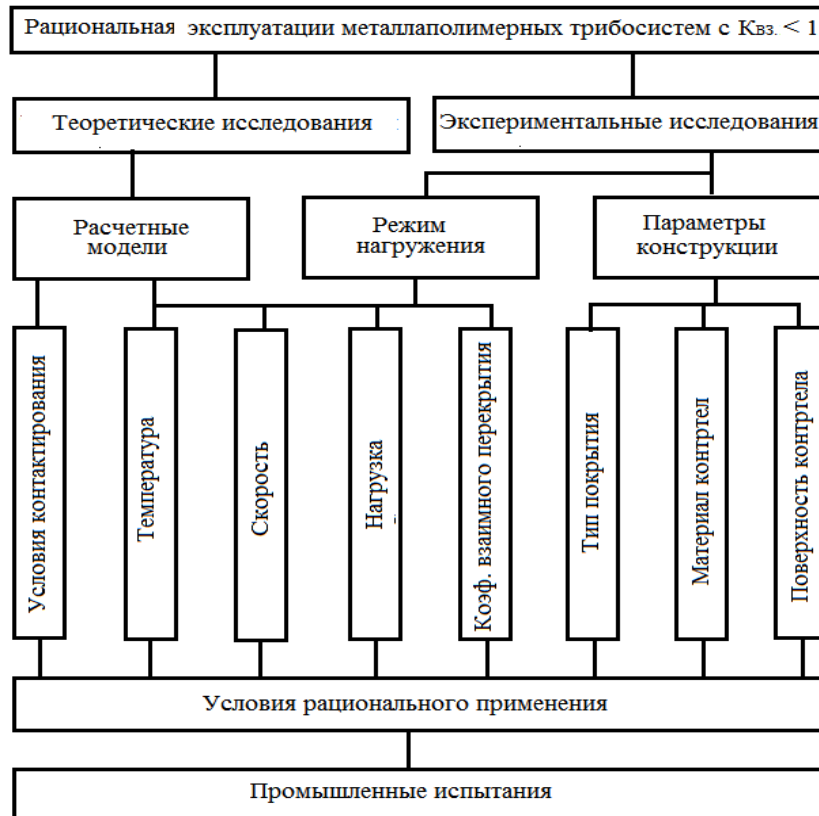 Рациональная эксплуатации металлаполимерных трибосистем с Kвз. < 1
Теоретические исследования
Экспериментальные исследования
Расчетные
модели
Режим
нагружения
Параметры
конструкции
Условия контактирования
Температура
Скорость
Нагрузка
Коэф. взаимного перекрытия
Тип покрытия
Материал контртел
Поверхность контртела
Условия рационального применения
Промышленные испытания